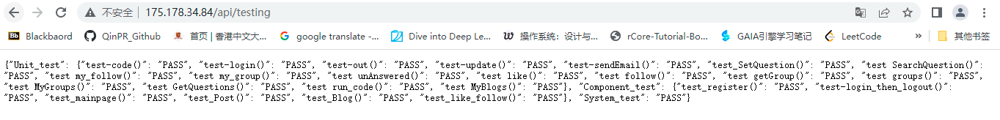 不安全 | 175.178.34.84/api/testing
Blackbaord QinPR_Github 首页 | 香港中文大... google translate -... Dive into Deep Le... 操作系统：设计与... rCore-Tutorial-Bo... GAIA引擎学习笔记 LeetCode » 其他书签
{"Unit_test": {"test-code()": "PASS", "test-login()": "PASS", "test-out()": "PASS", "test-update()": "PASS", "test-sendEmail()": "PASS", "test_SetQuestion()": "PASS", "test SearchQuestion()":
"PASS", "test my_follow()": "PASS", "test my_group()": "PASS", "test unAnswered()": "PASS", "test like()": "PASS", "test follow()": "PASS", "test getGroup()": "PASS", "test groups()": "PASS",
"test MyGroups()": "PASS", "test GetQuestions()": "PASS", "test run_code()": "PASS", "test MyBlogs()": "PASS"}, "Component_test": {"test_register()": "PASS", "test-login_then_logout()":
"PASS", "test_mainpage()": "PASS", "test_Post()": "PASS", "test_Blog()": "PASS", "test_like_follow()": "PASS"}, "System_test": "PASS"}